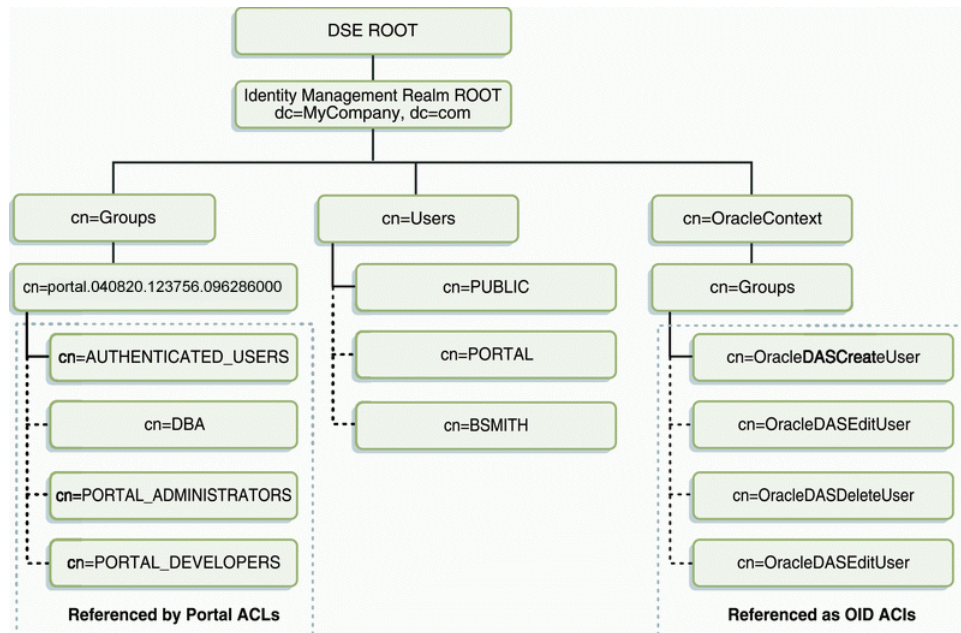 DSE ROOT
Identity Management Realm ROOT
dc=MyCompany, dc=com
cn=Groups
cn=Users
cn=OracleContext
cn=portal.040820.123756.096286000
cn=PUBLIC
cn=Groups
cn=AUTHENTICATED_USERS
cn=PORTAL
cn=OracleDASCreateUser
cn=DBA
cn=BSMITH
cn=OracleDASEditUser
cn=PORTAL_ADMINISTRATORS
cn=OracleDASDeleteUser
cn=PORTAL_DEVELOPERS
cn=OracleDASEditUser
Referenced by Portal ACLs
Referenced as OID ACIs